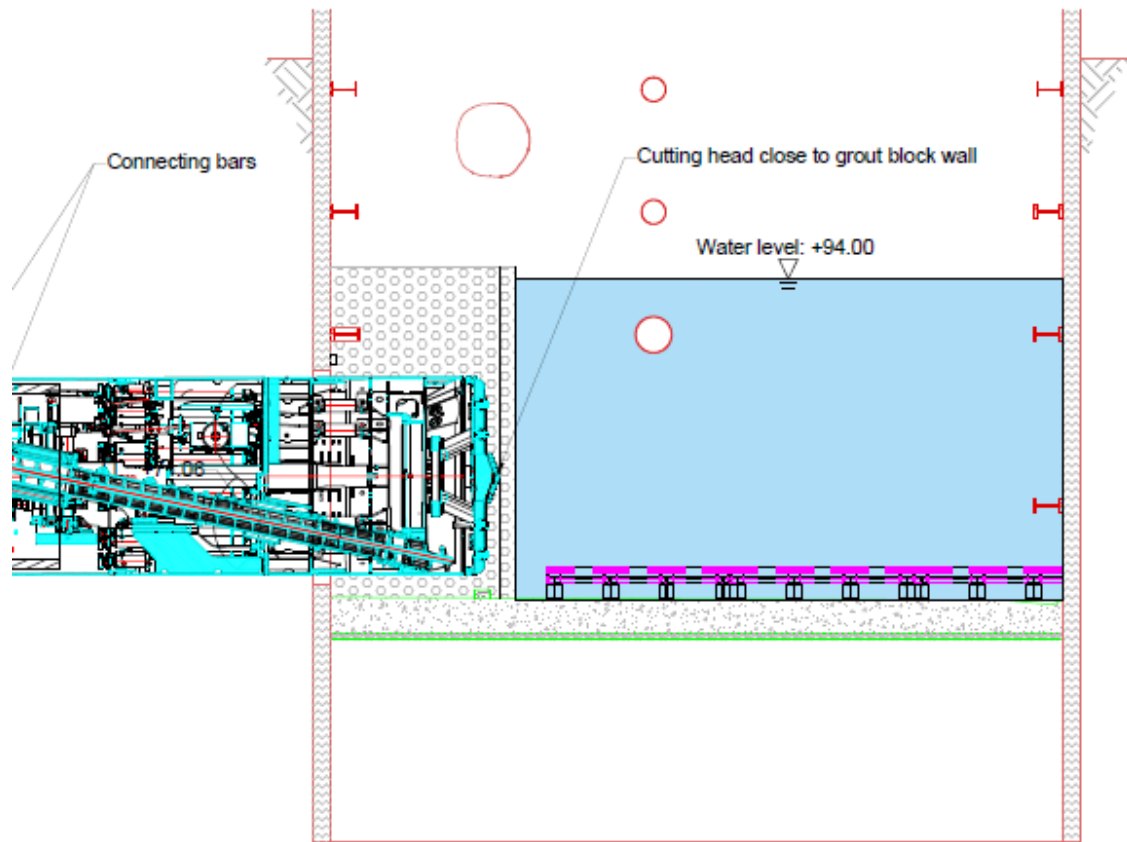 Connecting bars
Cutting head close to grout block wall
Water level: +94.00